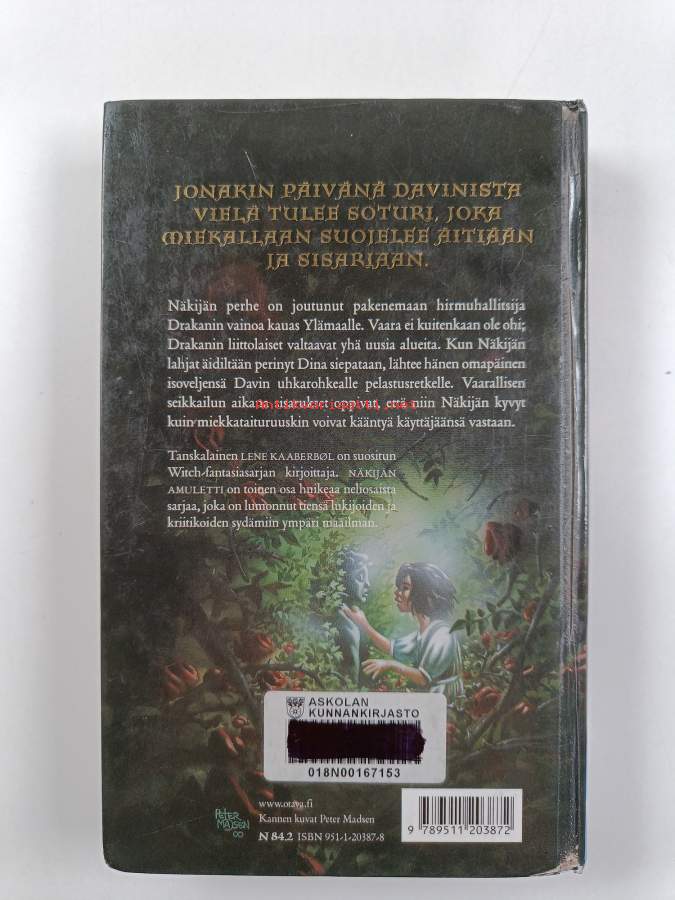 JONAKIN PÄIVÄNÄ DAVINISTA
VIELÄ TULEE SOTURI, JOKA
MIEKALLAAN SUOJELEE ÄITIÄÄN
JA SISARIAAN.
Näkijän perhe on joutunut pakenemaan hirmuhallitsija
Drakanin vainoa kauas Ylämaalle. Vaara ei kuitenkaan ole ohi;
Drakanin liittolaiset valtaavat yhä uusia alueita. Kun Näkijän
lahjat äidiltään perinyt Dina siepataan, lähtee hänen omapäinen
isoveljensä Davin uhkarohkealle pelastusretkelle. Vaarallisen
seikkailun aikana sisarukset oppivat, että niin Näkijän kyvyt
kuin miekkataituruuskin voivat kääntyä käyttäjäänsä vastaan.
Tanskalainen LENE KAABERBØL on suositun
Witch-fantasiasarjan kirjoittaja. NÄKIJÄN
AMULETTI on toinen osa huikeaa neliosaista
sarjaa, joka on lumonnut tiensä lukijoiden ja
kriitikoiden sydämiin ympäri maailman.
ASKOLAN
KUNNANKIRJASTO
018N00167153
PETER
MADSEN
00
www.otava.fi
Kannen kuvat Peter Madsen
N 84.2 ISBN 951-1-20387-8
9 789511 203872